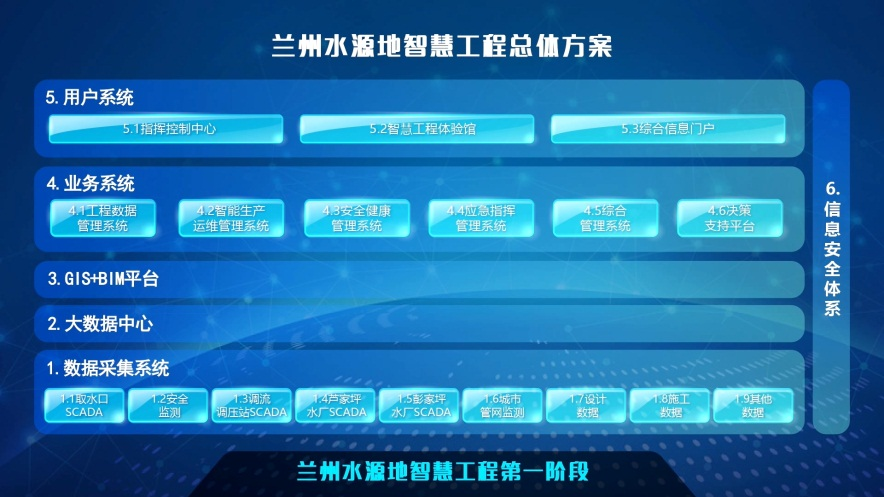 兰州水源地智慧工程总体方案
5. 用户系统
5.1指挥控制中心
5.2智慧工程体验馆
5.3综合信息门户
4. 业务系统
4.1工程数据
管理系统
4.2智能生产
运维管理系统
4.3安全健康
管理系统
4.4应急指挥
管理系统
4.5综合
管理系统
4.6决策
支持平台
3. GIS+BIM平台
2. 大数据中心
1. 数据采集系统
1.1取水口
SCADA
1.2安全
监测
1.3调流
调压站SCADA
1.4芦家坪
水厂SCADA
1.5彭家坪
水厂SCADA
1.6城市
管网监测
1.7设计
数据
1.8施工
数据
1.9其他
数据
6.信息安全体系
兰州水源地智慧工程第一阶段